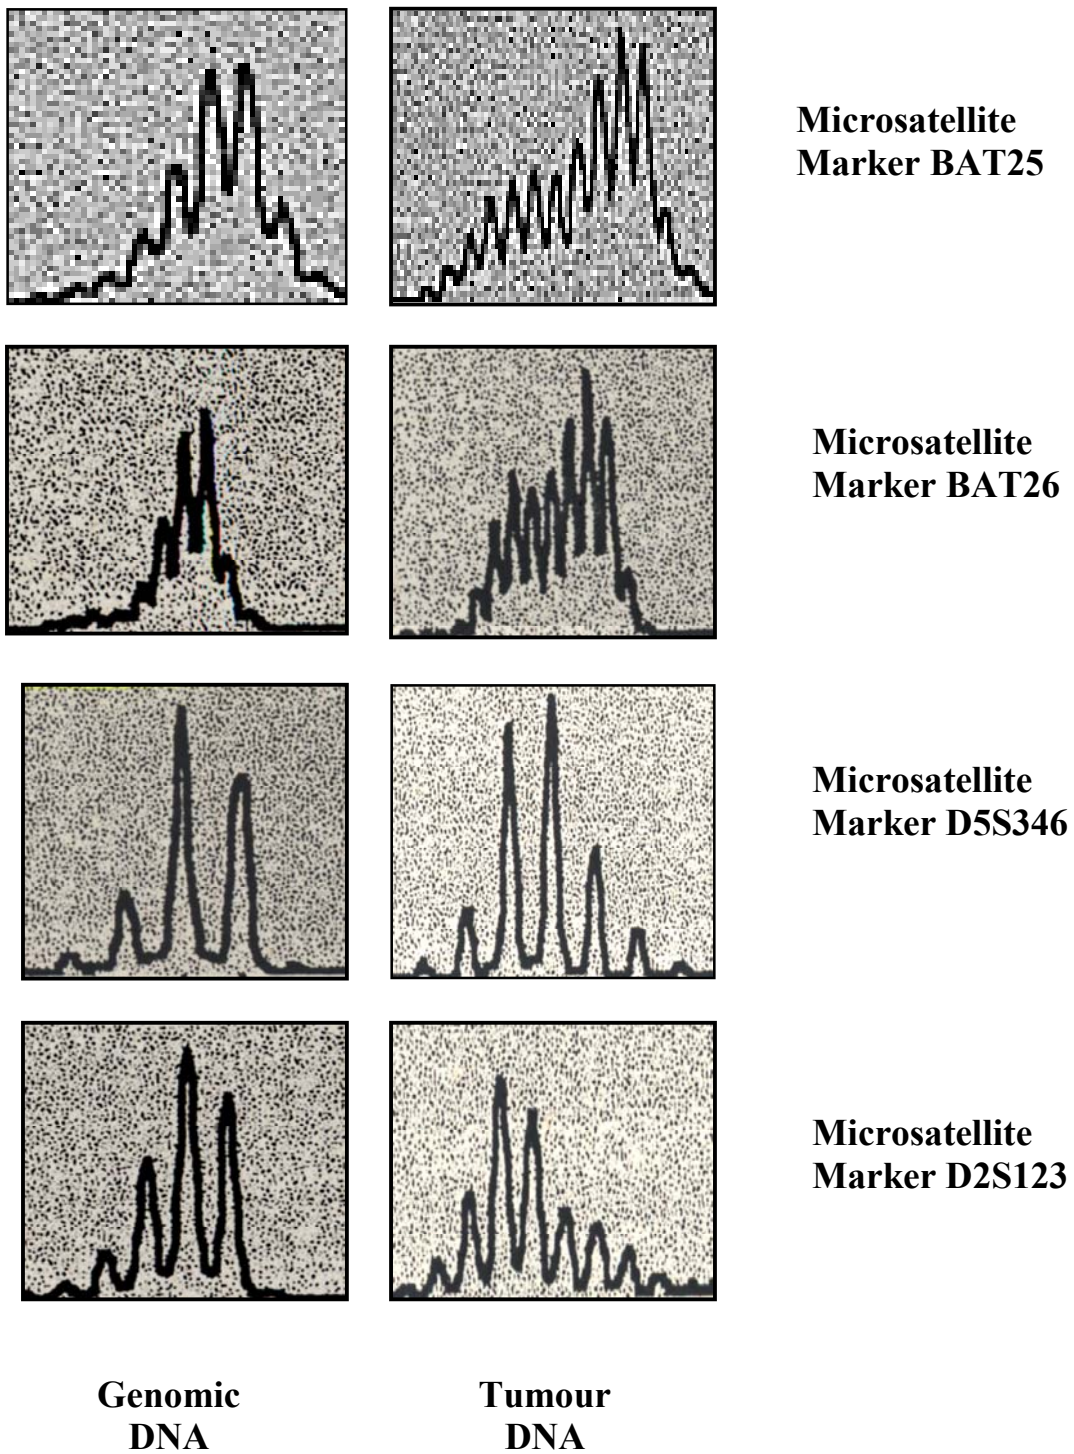 Microsatellite
Marker BAT25
Microsatellite
Marker BAT26
Microsatellite
Marker D5S346
Microsatellite
Marker D2S123
Genomic
DNA
Tumour
DNA